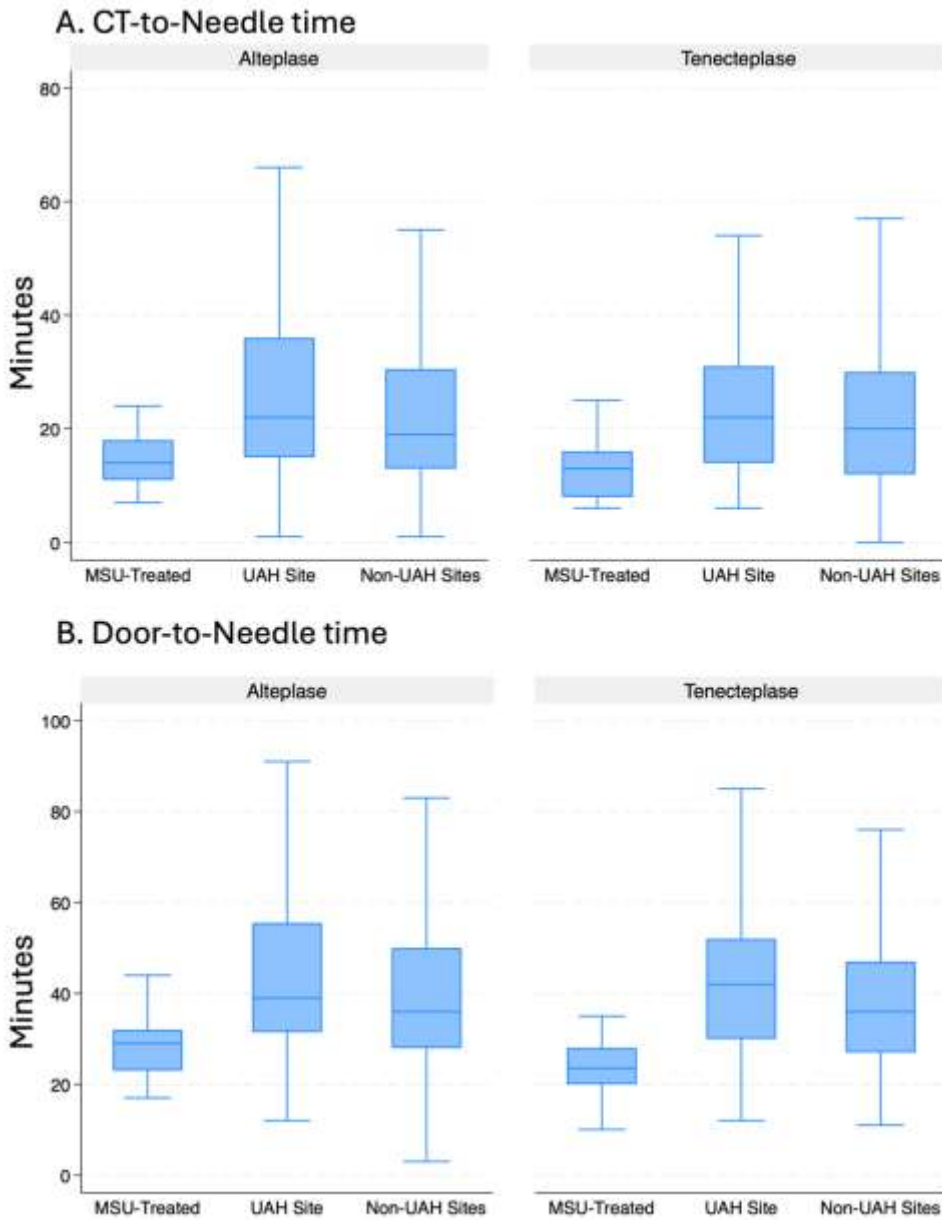 A. CT-to-Needle time
Alteplase
Tenecteplase
80
60
40
20
0
Minutes
MSU-Treated UAH Site Non-UAH Sites
MSU-Treated UAH Site Non-UAH Sites
B. Door-to-Needle time
Alteplase
Tenecteplase
100
80
60
40
20
0
Minutes
MSU-Treated UAH Site Non-UAH Sites
MSU-Treated UAH Site Non-UAH Sites